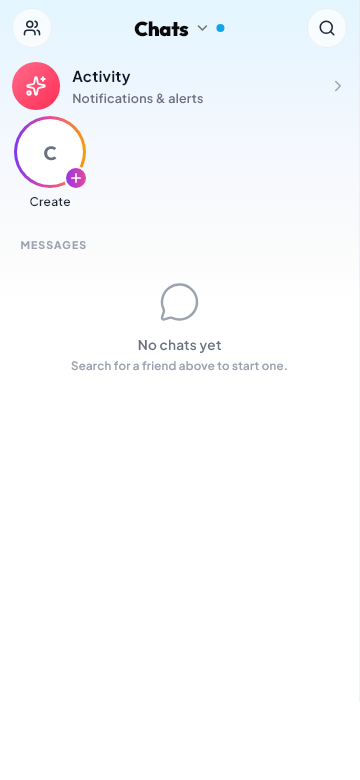 Chats
Activity
Notifications & alerts
C
Create
MESSAGES
No chats yet
Search for a friend above to start one.